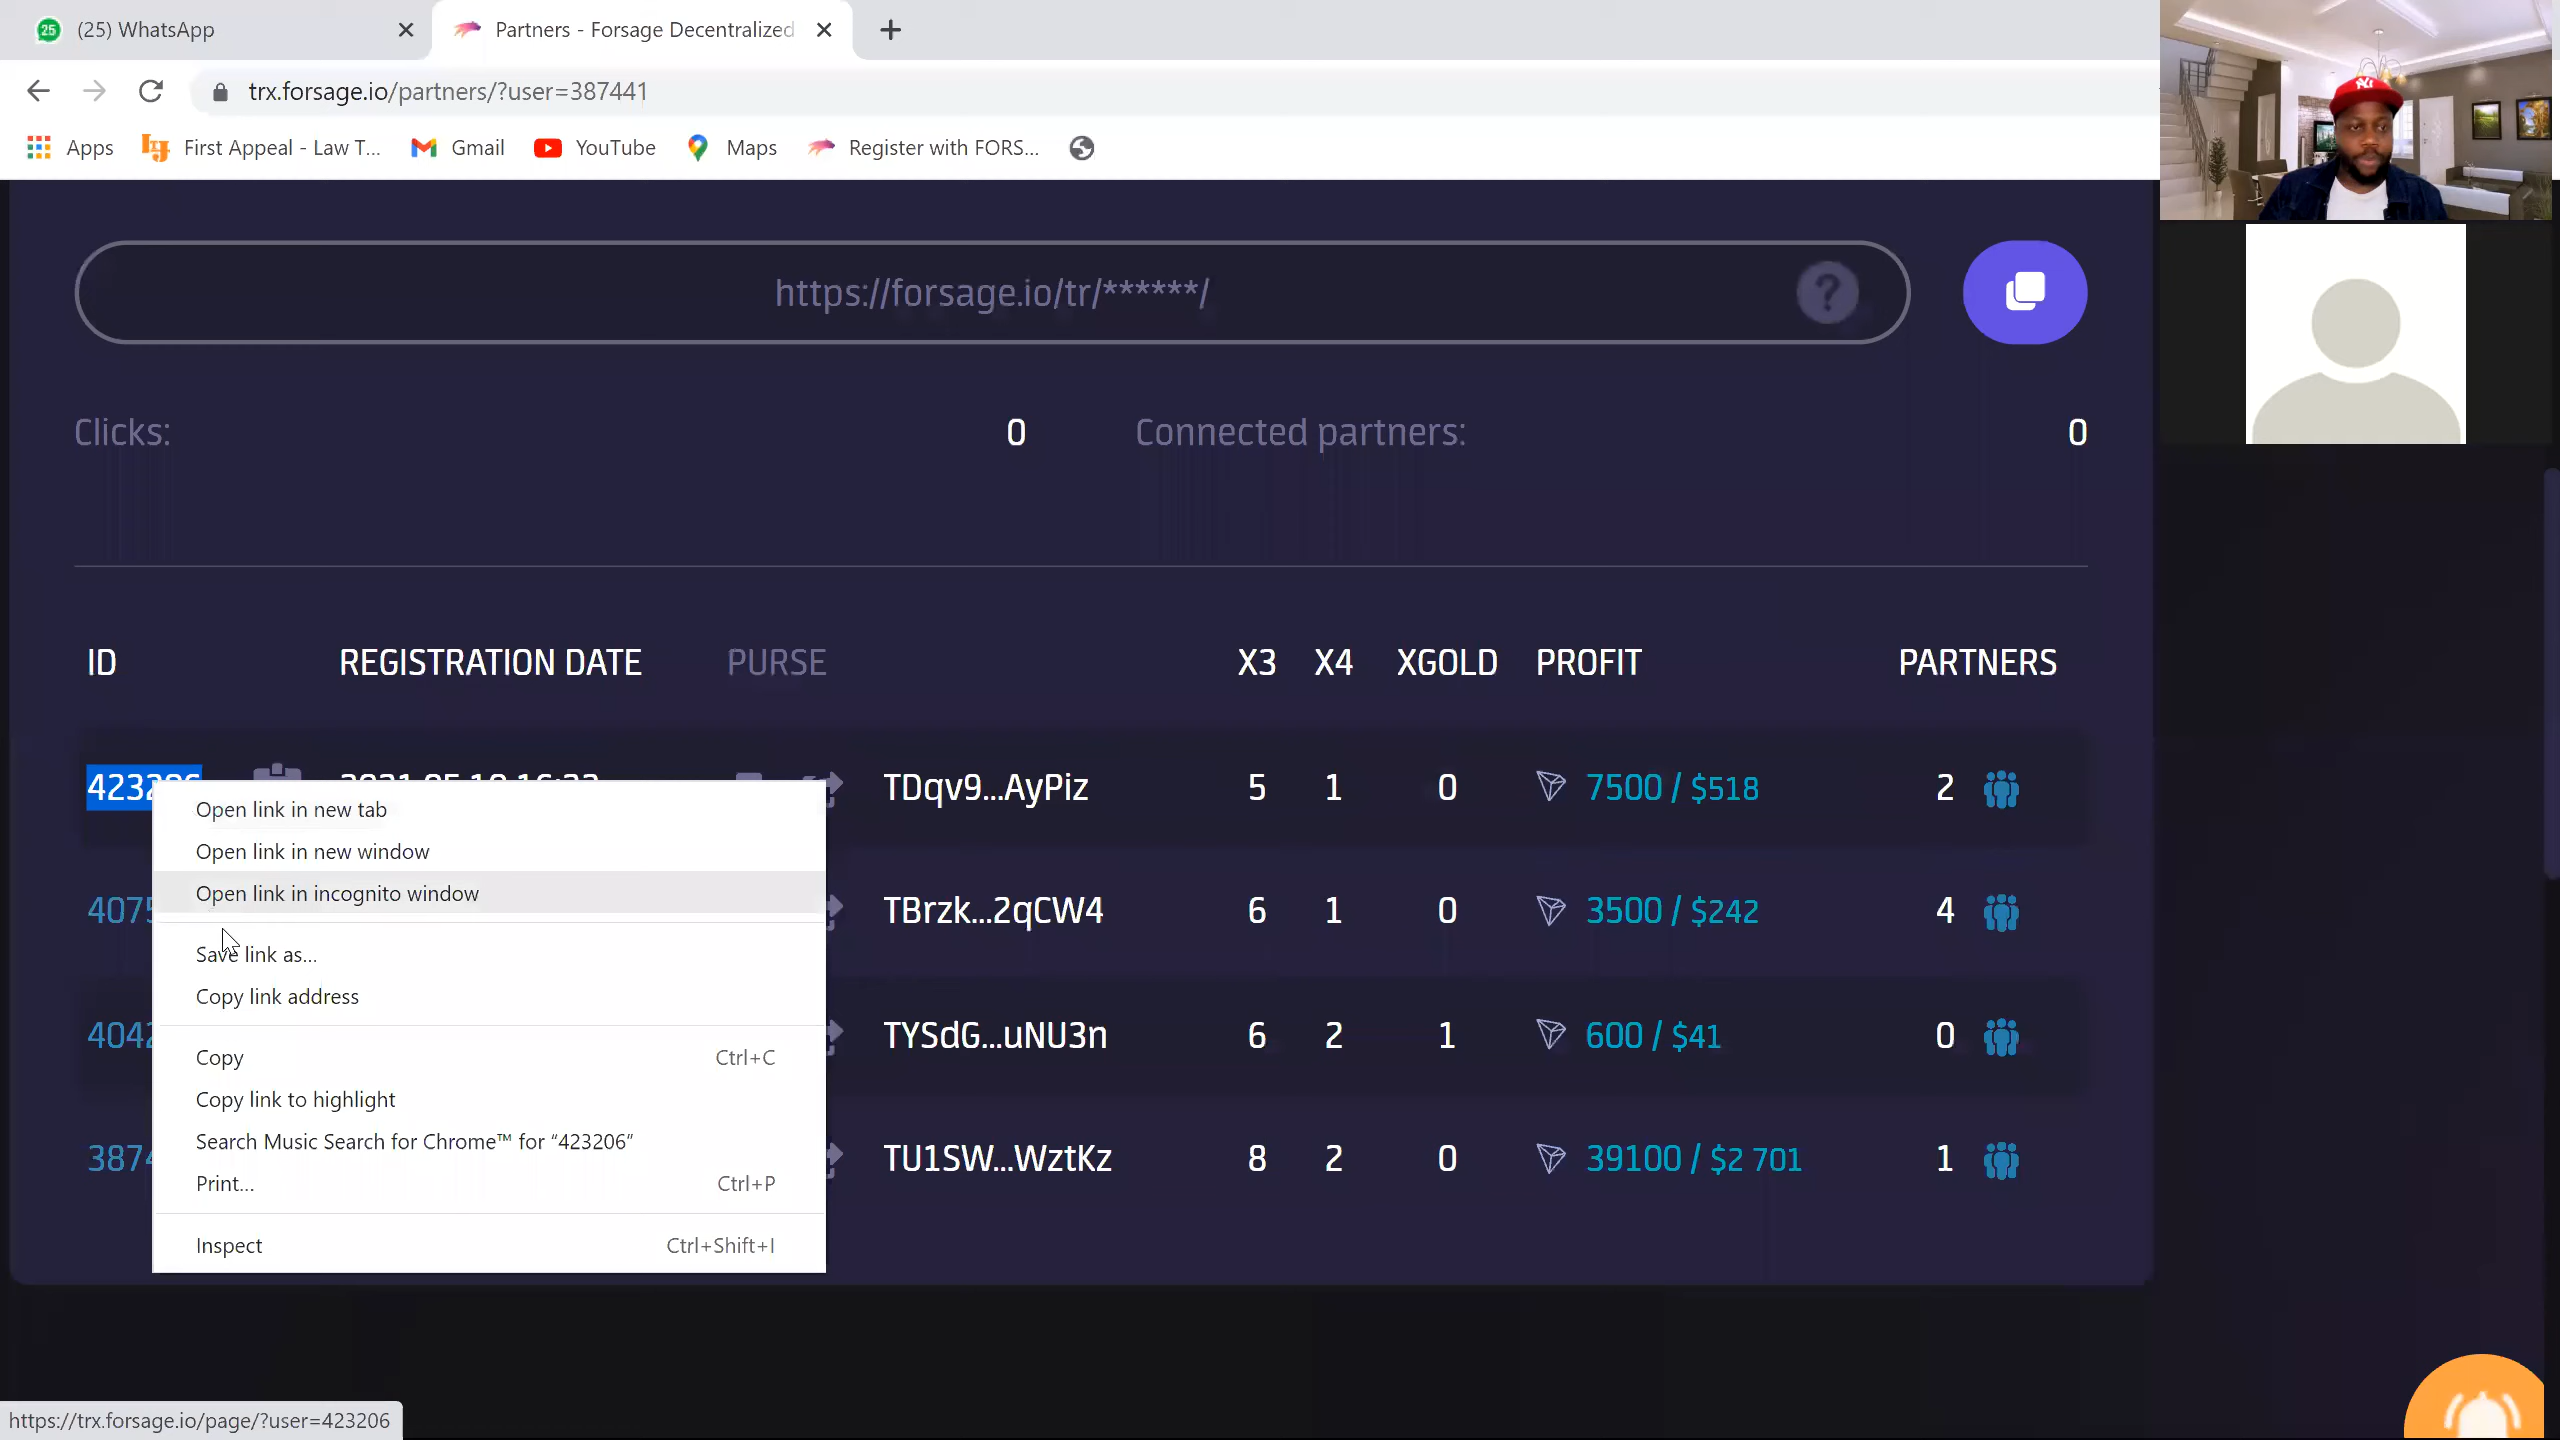 25 (25) WhatsApp
Partners - Forsage Decentralized
trx.forsage.io/partners/?user=387441
Apps
First Appeal - Law T...
Gmail
YouTube
Maps
Register with FORS...
NY
https://forsage.io/tr/******/
?
Clicks: 0 Connected partners: 0
ID REGISTRATION DATE PURSE X3 X4 XGOLD PROFIT PARTNERS
423206 TDqv9...AyPiz 5 1 0 7500 / $518 2
4075 TBrzk...2qCW4 6 1 0 3500 / $242 4
4042 TYSdG...uNU3n 6 2 1 600 / $41 0
3874 TU1SW...WztKz 8 2 0 39100 / $2 701 1
Open link in new tab
Open link in new window
Open link in incognito window
Save link as...
Copy link address
Copy Ctrl+C
Copy link to highlight
Search Music Search for Chrome™ for “423206”
Print... Ctrl+P
Inspect Ctrl+Shift+I
https://trx.forsage.io/page/?user=423206